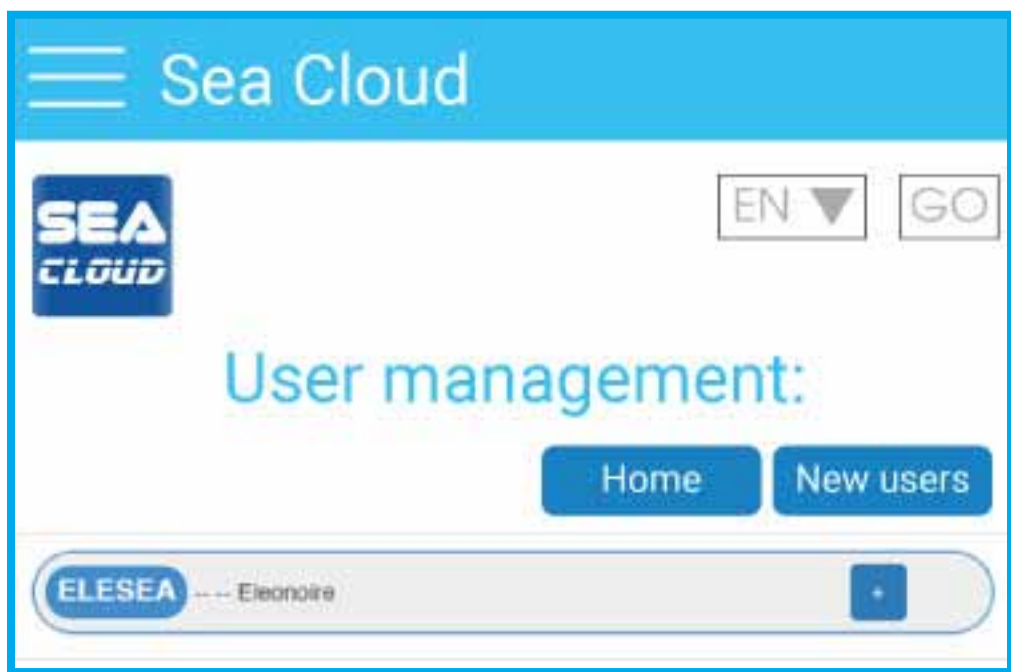 Sea Cloud
SEA
CLOUD
EN GO
User management:
Home New users
ELESEA -- -- Eleonoire
+